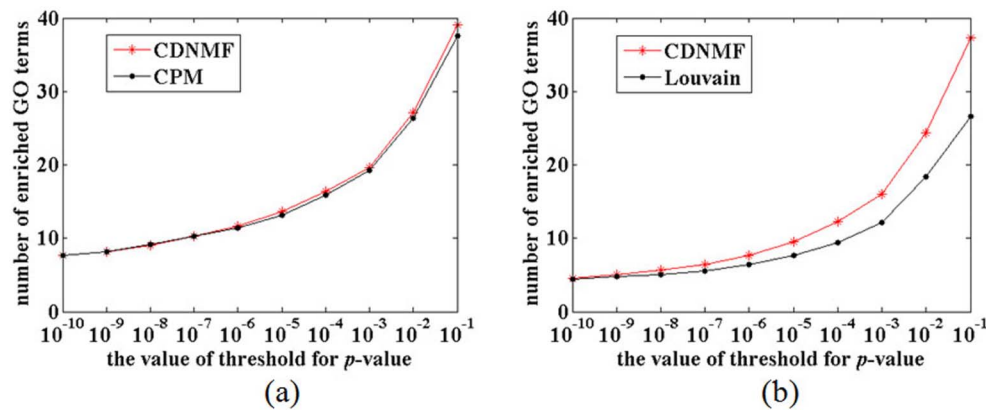 number of enriched GO terms
40
30
20
10
0
CDNMF
CPM
10⁻¹⁰ 10⁻⁹ 10⁻⁸ 10⁻⁷ 10⁻⁶ 10⁻⁵ 10⁻⁴ 10⁻³ 10⁻² 10⁻¹
the value of threshold for p-value
(a)
number of enriched GO terms
40
30
20
10
0
CDNMF
Louvain
10⁻¹⁰ 10⁻⁹ 10⁻⁸ 10⁻⁷ 10⁻⁶ 10⁻⁵ 10⁻⁴ 10⁻³ 10⁻² 10⁻¹
the value of threshold for p-value
(b)